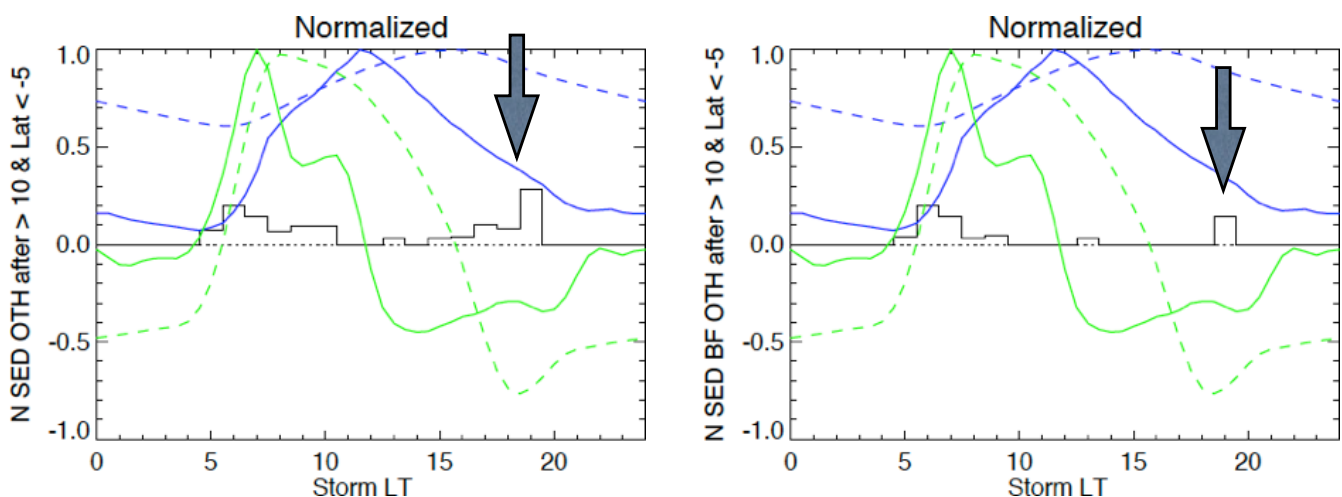 Normalized
N SED OTH after > 10 & Lat < -5
1.0
0.5
0.0
-0.5
-1.0
0 5 10 15 20
Storm LT
Normalized
N SED BF OTH after > 10 & Lat < -5
1.0
0.5
0.0
-0.5
-1.0
0 5 10 15 20
Storm LT